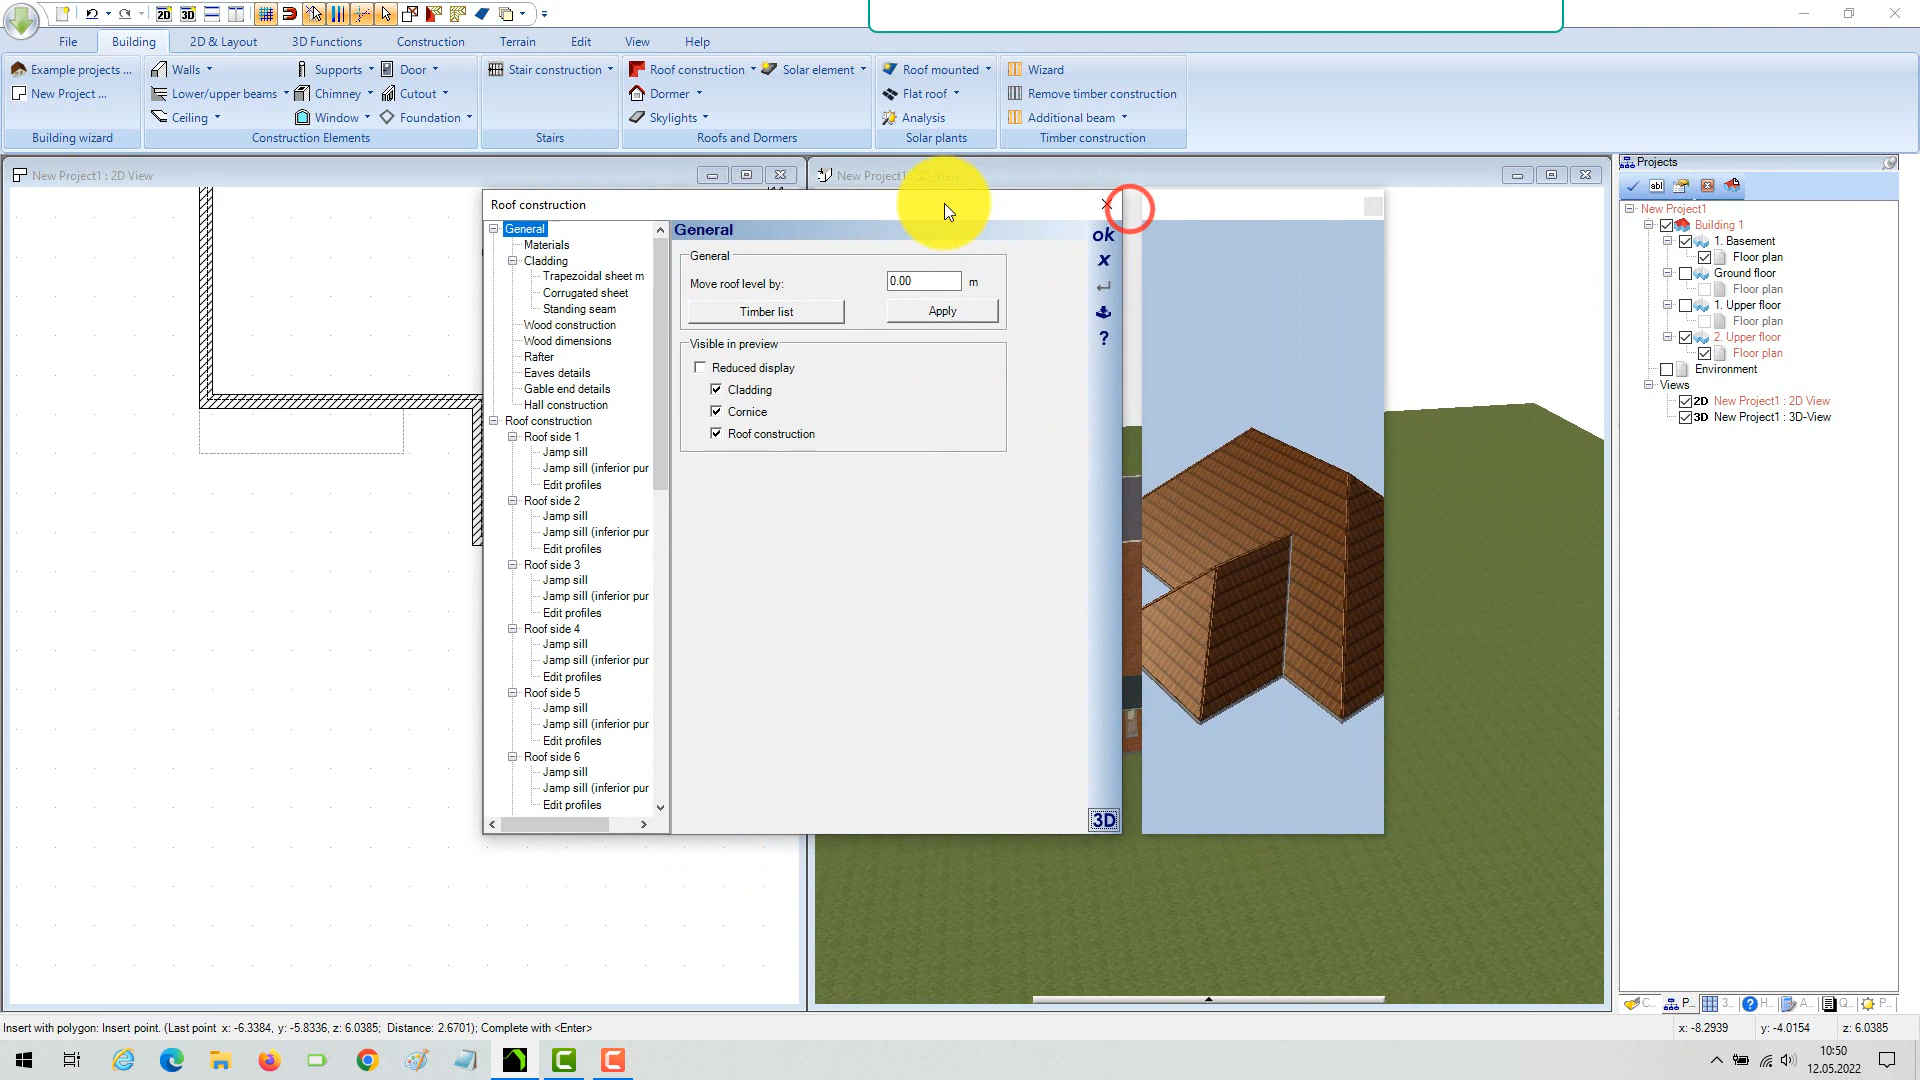 2D 3D
File Building 2D & Layout 3D Functions Construction Terrain Edit View Help
Example projects ... Walls Supports Door Stair construction Roof construction Solar element Roof mounted Wizard
New Project ... Lower/upper beams Chimney Cutout Dormer Flat roof Remove timber construction
Ceiling Window Foundation Skylights Analysis Additional beam
Building wizard Construction Elements Stairs Roofs and Dormers Solar plants Timber construction
New Project1 : 2D View
New Project1 : 3D-View
Projects
abl
New Project1
Building 1
1. Basement
Floor plan
Ground floor
Floor plan
1. Upper floor
Floor plan
2. Upper floor
Floor plan
Environment
Views
2D New Project1 : 2D View
3D New Project1 : 3D-View
Roof construction
General
Materials
Cladding
Trapezoidal sheet m
Corrugated sheet
Standing seam
Wood construction
Wood dimensions
Rafter
Eaves details
Gable end details
Hall construction
Roof construction
Roof side 1
Jamp sill
Jamp sill (inferior pur
Edit profiles
Roof side 2
Jamp sill
Jamp sill (inferior pur
Edit profiles
Roof side 3
Jamp sill
Jamp sill (inferior pur
Edit profiles
Roof side 4
Jamp sill
Jamp sill (inferior pur
Edit profiles
Roof side 5
Jamp sill
Jamp sill (inferior pur
Edit profiles
Roof side 6
Jamp sill
Jamp sill (inferior pur
Edit profiles
General
General
Move roof level by: 0.00 m
Timber list Apply
Visible in preview
Reduced display
Cladding
Cornice
Roof construction
ok
x
?
3D
C... P... 3... H... A... Q... P...
Insert with polygon: Insert point. (Last point x: -6.3384, y: -5.8336, z: 6.0385; Distance: 2.6701); Complete with <Enter>
x: -8.2939 y: -4.0154 z: 6.0385
10:50
12.05.2022